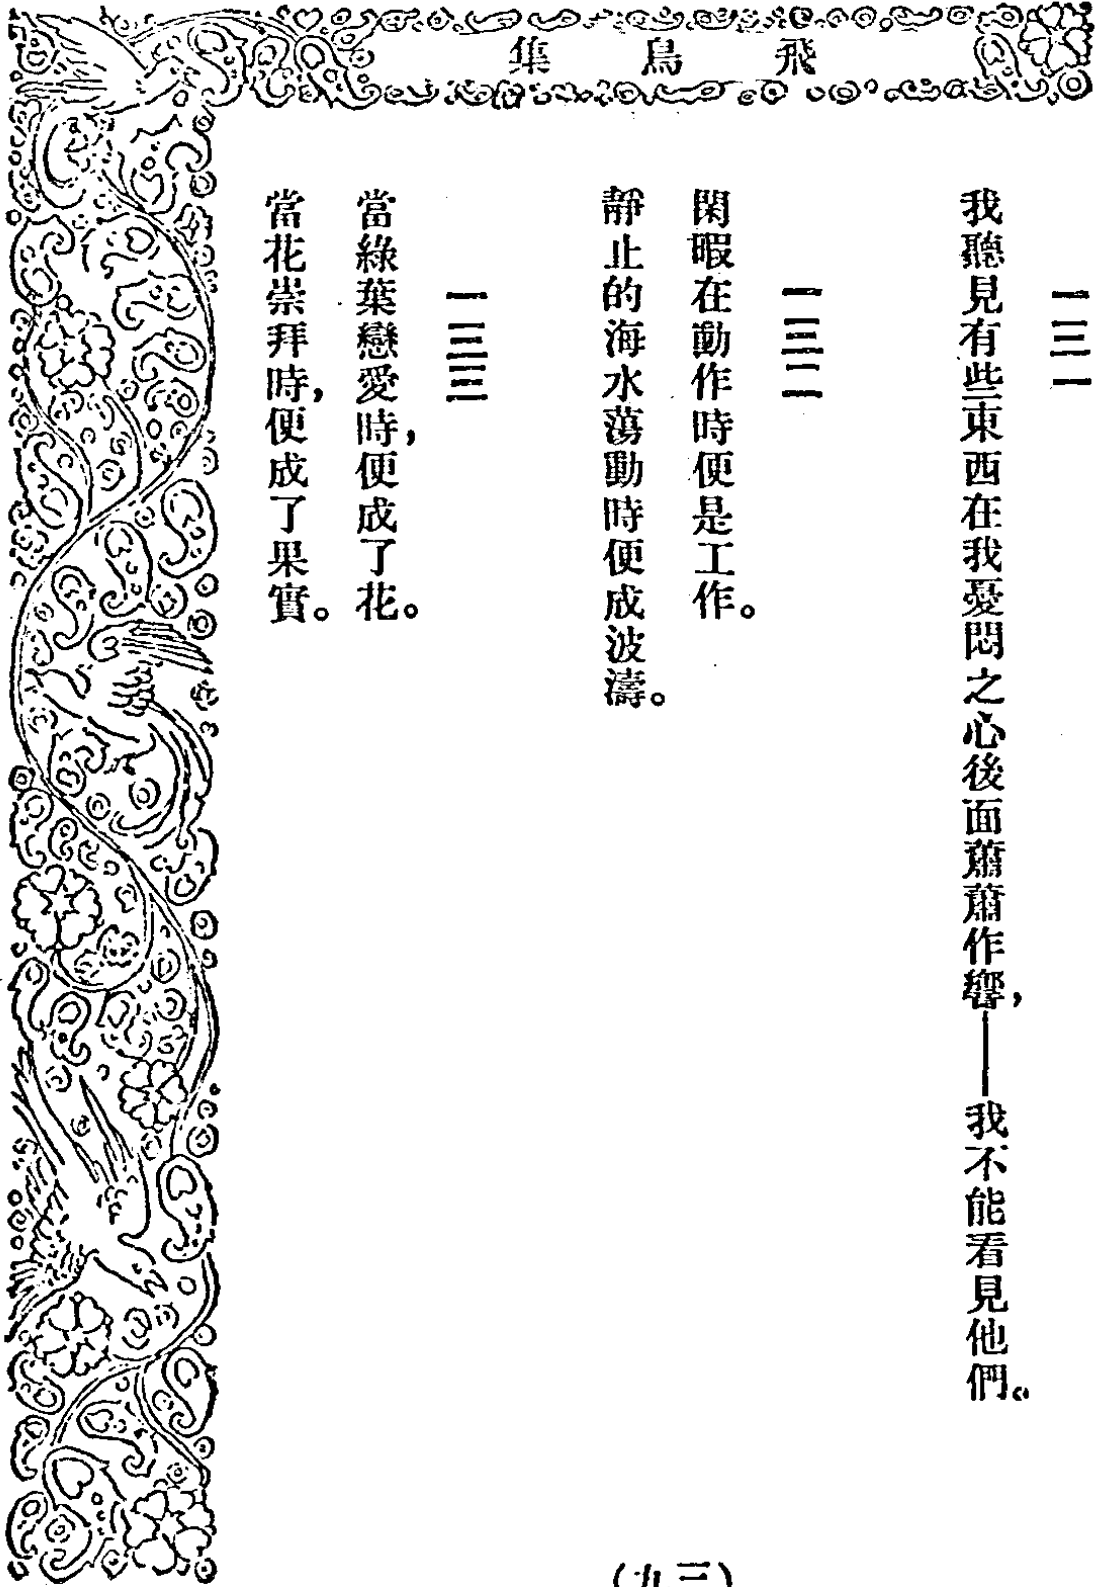 飛鳥集
一三一
我聽見有些東西在我憂悶之心後面蕭蕭作響,——我不能看見他們。
一三二
閑暇在動作時便是工作。
靜止的海水蕩動時便成波濤。
一三三
當綠葉戀愛時,便成了花。
當花崇拜時,便成了果實。
(三九)